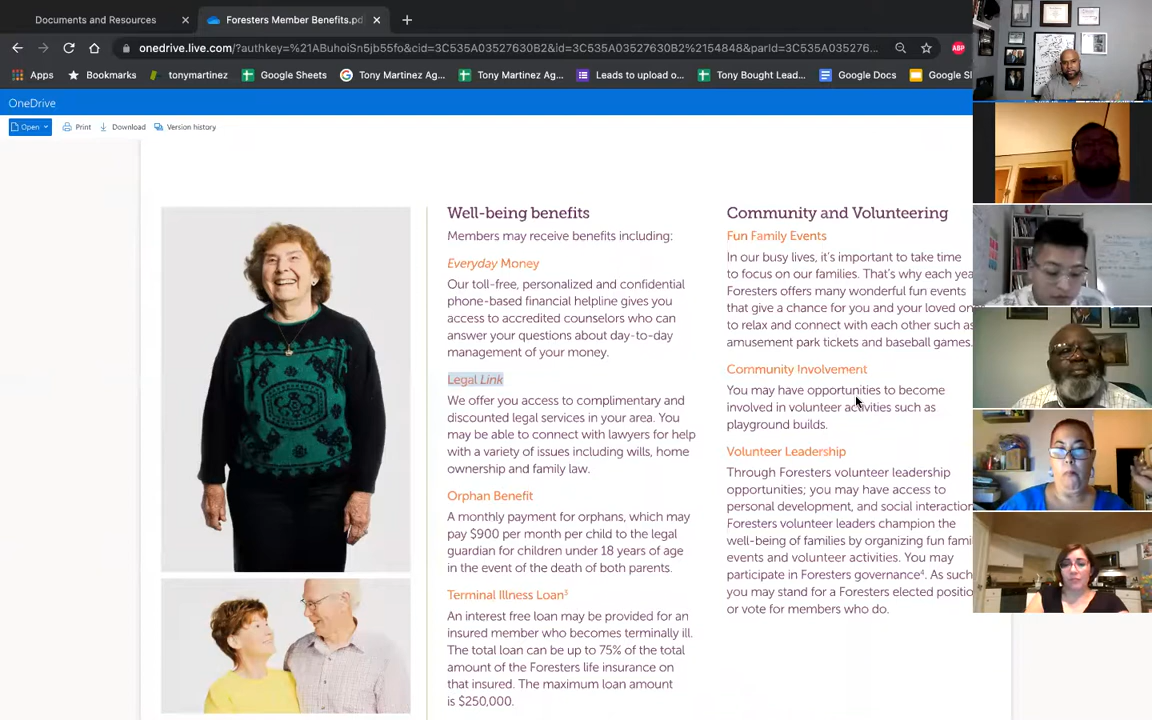 Documents and Resources
Foresters Member Benefits.pd
onedrive.live.com/?authkey=%21ABuhoiSn5jb55fo&cid=3C535A03527630B2&id=3C535A03527630B2%154848&parId=3C535A035276...
ABP
Apps
Bookmarks
tonymartinez
Google Sheets
Tony Martinez Ag...
Tony Martinez Ag...
Leads to upload o...
Tony Bought Lead...
Google Docs
Google Sl
OneDrive
Open
Print
Download
Version history
Well-being benefits
Members may receive benefits including:
Everyday Money
Our toll-free, personalized and confidential
phone-based financial helpline gives you
access to accredited counselors who can
answer your questions about day-to-day
management of your money.
Legal Link
We offer you access to complimentary and
discounted legal services in your area. You
may be able to connect with lawyers for help
with a variety of issues including wills, home
ownership and family law.
Orphan Benefit
A monthly payment for orphans, which may
pay $900 per month per child to the legal
guardian for children under 18 years of age
in the event of the death of both parents.
Terminal Illness Loan³
An interest free loan may be provided for an
insured member who becomes terminally ill.
The total loan can be up to 75% of the total
amount of the Foresters life insurance on
that insured. The maximum loan amount
is $250,000.
Community and Volunteering
Fun Family Events
In our busy lives, it's important to take time
to focus on our families. That's why each yea
Foresters offers many wonderful fun events
that give a chance for you and your loved on
to relax and connect with each other such as
amusement park tickets and baseball games.
Community Involvement
You may have opportunities to become
involved in volunteer activities such as
playground builds.
Volunteer Leadership
Through Foresters volunteer leadership
opportunities; you may have access to
personal development, and social interaction
Foresters volunteer leaders champion the
well-being of families by organizing fun fami
events and volunteer activities. You may
participate in Foresters governance⁴. As such
you may stand for a Foresters elected positio
or vote for members who do.